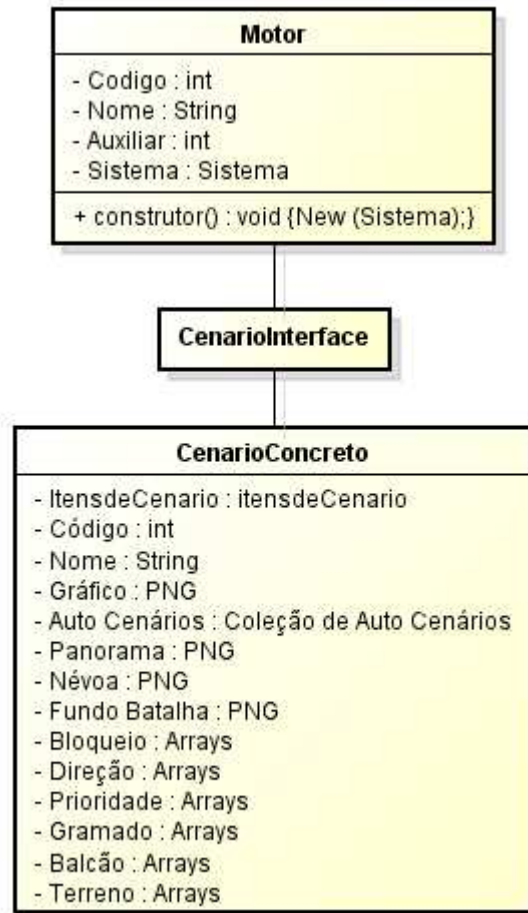 Motor
- Codigo : int
- Nome : String
- Auxiliar : int
- Sistema : Sistema
+ construtor() : void {New (Sistema);}
CenarioInterface
CenarioConcreto
- ItensdeCenario : itensdeCenario
- Código : int
- Nome : String
- Gráfico : PNG
- Auto Cenários : Coleção de Auto Cenários
- Panorama : PNG
- Névoa : PNG
- Fundo Batalha : PNG
- Bloqueio : Arrays
- Direção : Arrays
- Prioridade : Arrays
- Gramado : Arrays
- Balcão : Arrays
- Terreno : Arrays